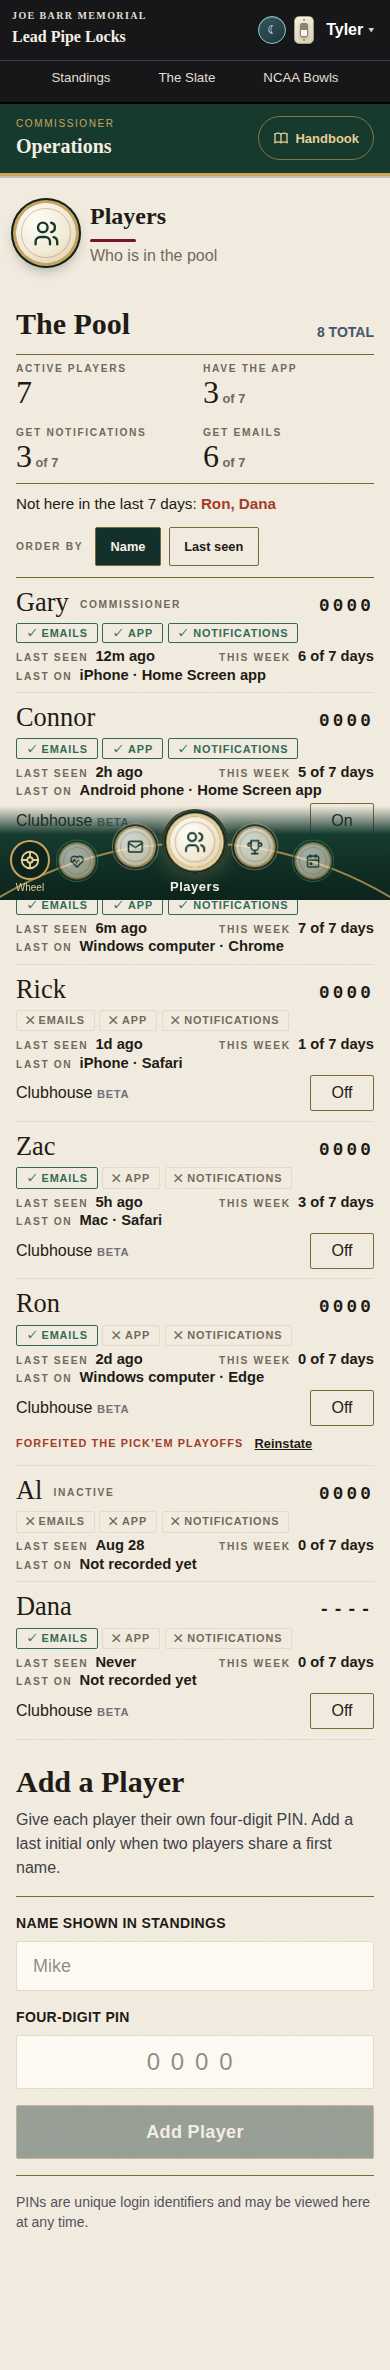 JOE BARR MEMORIAL
Lead Pipe Locks
Tyler
Standings The Slate NCAA Bowls
COMMISSIONER
Operations
Handbook
Players
Who is in the pool
The Pool
8 TOTAL
ACTIVE PLAYERS HAVE THE APP
7 3 of 7
GET NOTIFICATIONS GET EMAILS
3 of 7 6 of 7
Not here in the last 7 days: Ron, Dana
ORDER BY Name Last seen
Gary COMMISSIONER 0000
✓ EMAILS ✓ APP ✓ NOTIFICATIONS
LAST SEEN 12m ago THIS WEEK 6 of 7 days
LAST ON iPhone · Home Screen app
Connor 0000
✓ EMAILS ✓ APP ✓ NOTIFICATIONS
LAST SEEN 2h ago THIS WEEK 5 of 7 days
LAST ON Android phone · Home Screen app
Clubhouse BETA On
Wheel Players
✓ EMAILS ✓ APP ✓ NOTIFICATIONS
LAST SEEN 6m ago THIS WEEK 7 of 7 days
LAST ON Windows computer · Chrome
Rick 0000
✕ EMAILS ✕ APP ✕ NOTIFICATIONS
LAST SEEN 1d ago THIS WEEK 1 of 7 days
LAST ON iPhone · Safari
Clubhouse BETA Off
Zac 0000
✓ EMAILS ✕ APP ✕ NOTIFICATIONS
LAST SEEN 5h ago THIS WEEK 3 of 7 days
LAST ON Mac · Safari
Clubhouse BETA Off
Ron 0000
✓ EMAILS ✕ APP ✕ NOTIFICATIONS
LAST SEEN 2d ago THIS WEEK 0 of 7 days
LAST ON Windows computer · Edge
Clubhouse BETA Off
FORFEITED THE PICK'EM PLAYOFFS Reinstate
Al INACTIVE 0000
✕ EMAILS ✕ APP ✕ NOTIFICATIONS
LAST SEEN Aug 28 THIS WEEK 0 of 7 days
LAST ON Not recorded yet
Dana ----
✓ EMAILS ✕ APP ✕ NOTIFICATIONS
LAST SEEN Never THIS WEEK 0 of 7 days
LAST ON Not recorded yet
Clubhouse BETA Off
Add a Player
Give each player their own four-digit PIN. Add a
last initial only when two players share a first
name.
NAME SHOWN IN STANDINGS
Mike
FOUR-DIGIT PIN
0000
Add Player
PINs are unique login identifiers and may be viewed here
at any time.